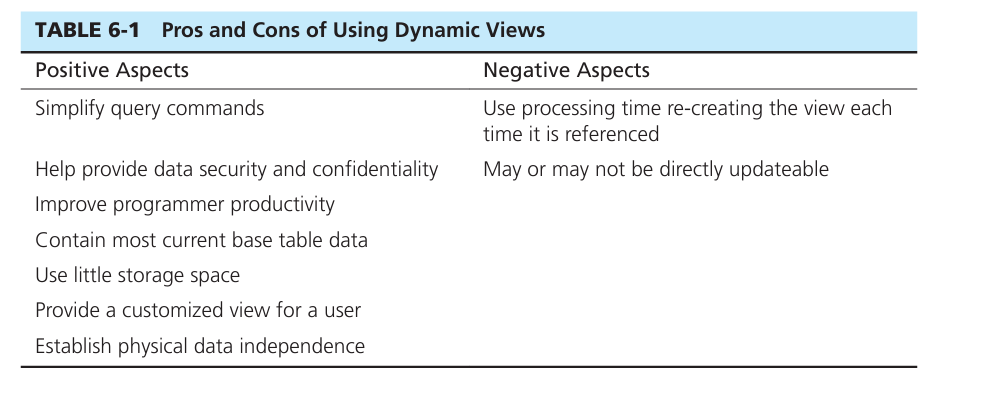 TABLE 6-1 Pros and Cons of Using Dynamic Views
Positive Aspects Negative Aspects
Simplify query commands Use processing time re-creating the view each
time it is referenced
Help provide data security and confidentiality May or may not be directly updateable
Improve programmer productivity
Contain most current base table data
Use little storage space
Provide a customized view for a user
Establish physical data independence